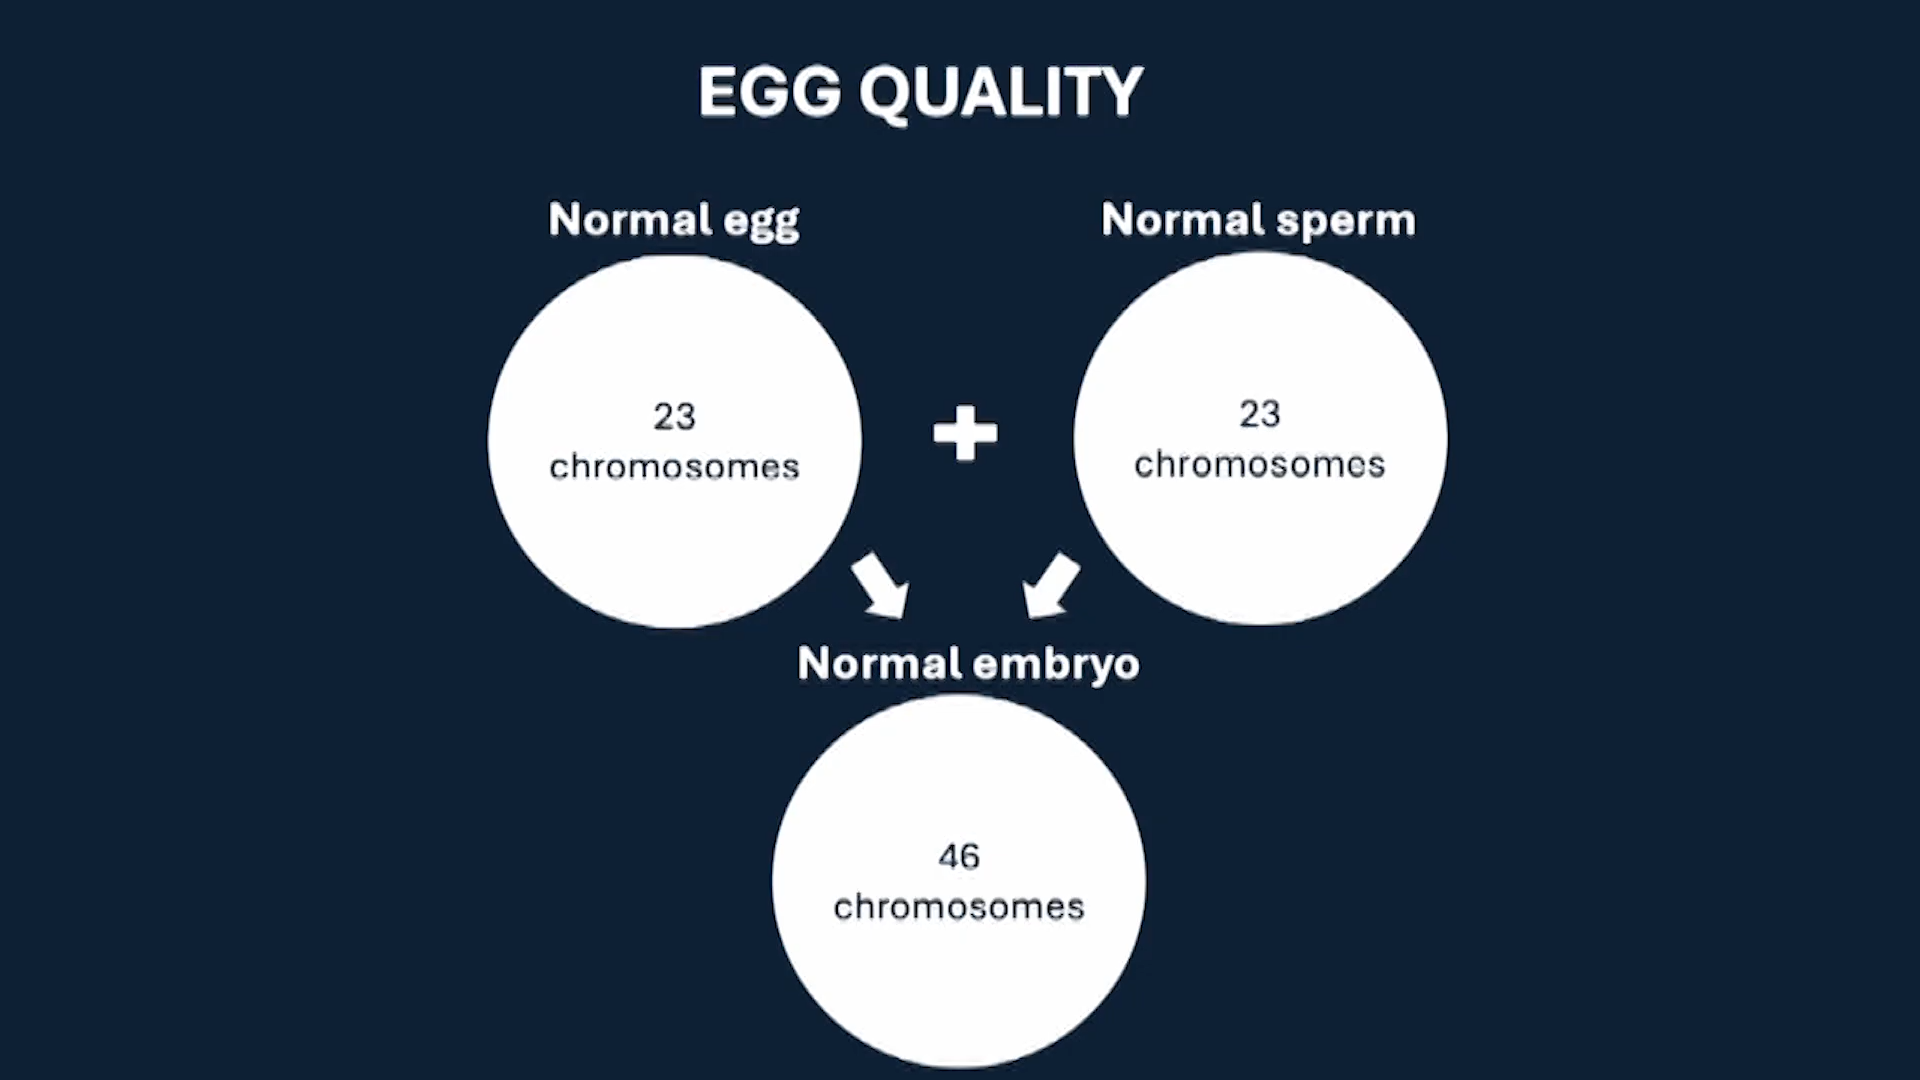 EGG QUALITY
Normal egg
Normal sperm
23
chromosomes
+
23
chromosomes
Normal embryo
46
chromosomes